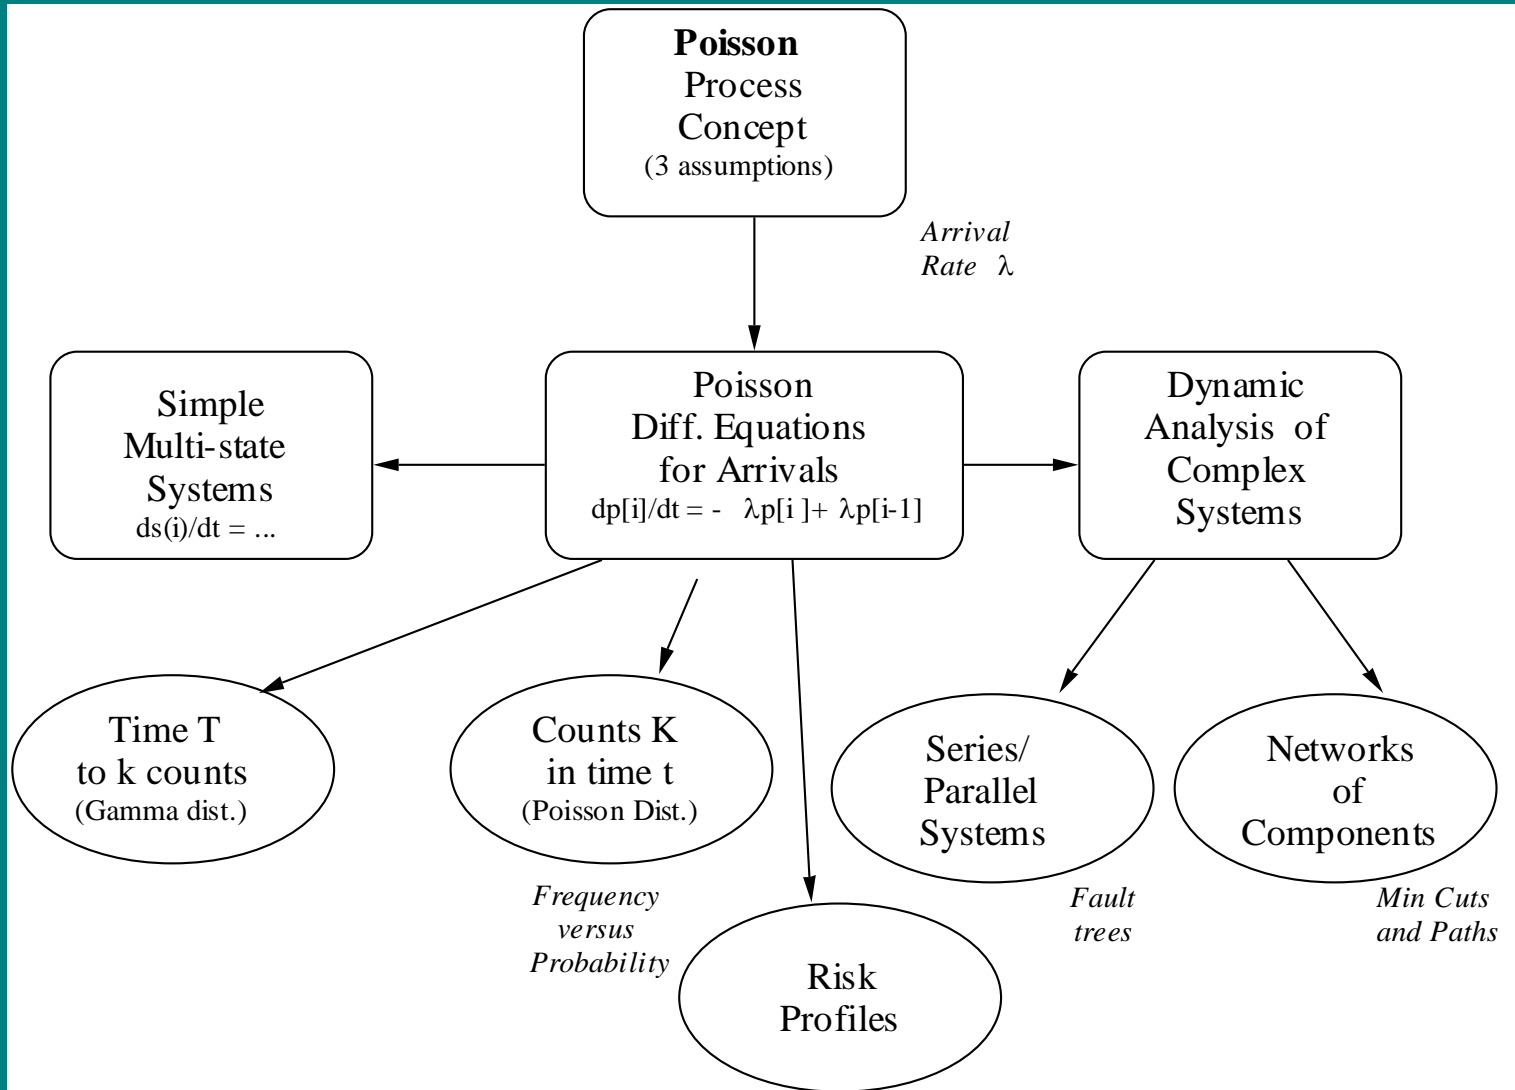 Poisson
Process
Concept
(3 assumptions)
Arrival
Rate λ
Simple
Multi-state
Systems
ds(i)/dt = ...
Poisson
Diff. Equations
for Arrivals
dp[i]/dt = - λp[i ]+ λp[i-1]
Dynamic
Analysis of
Complex
Systems
Time T
to k counts
(Gamma dist.)
Counts K
in time t
(Poisson Dist.)
Frequency
versus
Probability
Risk
Profiles
Series/
Parallel
Systems
Fault
trees
Networks
of
Components
Min Cuts
and Paths